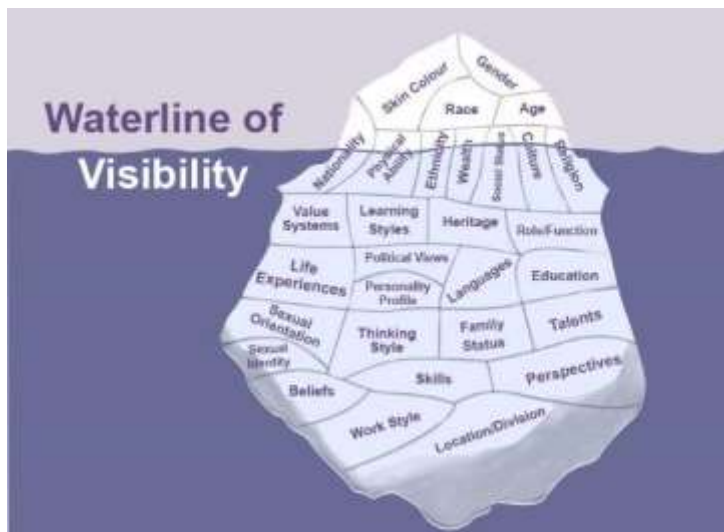 Waterline of
Visibility
Skin Colour
Gender
Race
Age
Nationality
Physical
Ability
Ethnicity
Wealth
Social Status
Culture
Religion
Value
Systems
Learning
Styles
Heritage
Role/Function
Life
Experiences
Political Views
Personality
Profile
Languages
Education
Sexual
Orientation
Thinking
Style
Family
Status
Talents
Sexual
Identity
Beliefs
Skills
Perspectives
Work Style
Location/Division